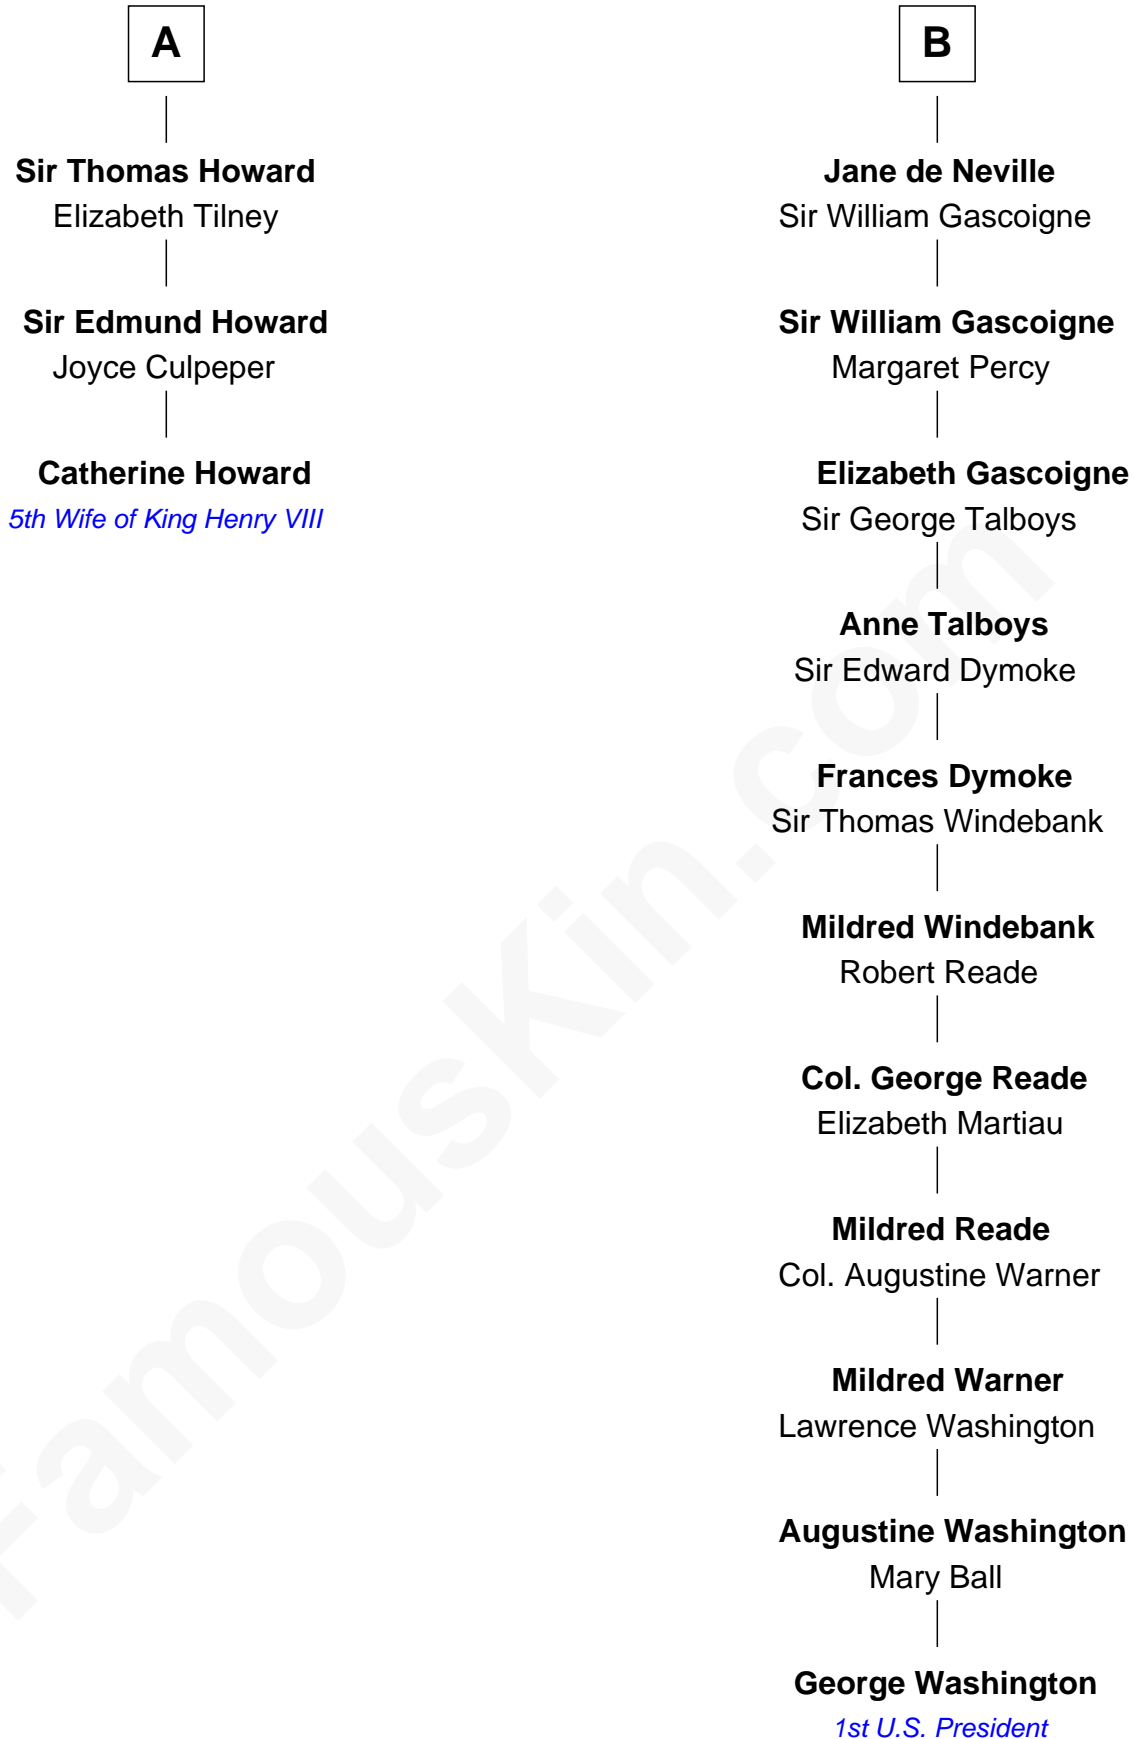 A
Sir Thomas Howard
Elizabeth Tilney
Sir Edmund Howard
Joyce Culpeper
Catherine Howard
5th Wife of King Henry VIII
B
Jane de Neville
Sir William Gascoigne
Sir William Gascoigne
Margaret Percy
Elizabeth Gascoigne
Sir George Talboys
Anne Talboys
Sir Edward Dymoke
Frances Dymoke
Sir Thomas Windebank
Mildred Windebank
Robert Reade
Col. George Reade
Elizabeth Martiau
Mildred Reade
Col. Augustine Warner
Mildred Warner
Lawrence Washington
Augustine Washington
Mary Ball
George Washington
1st U.S. President
FamousKin.com